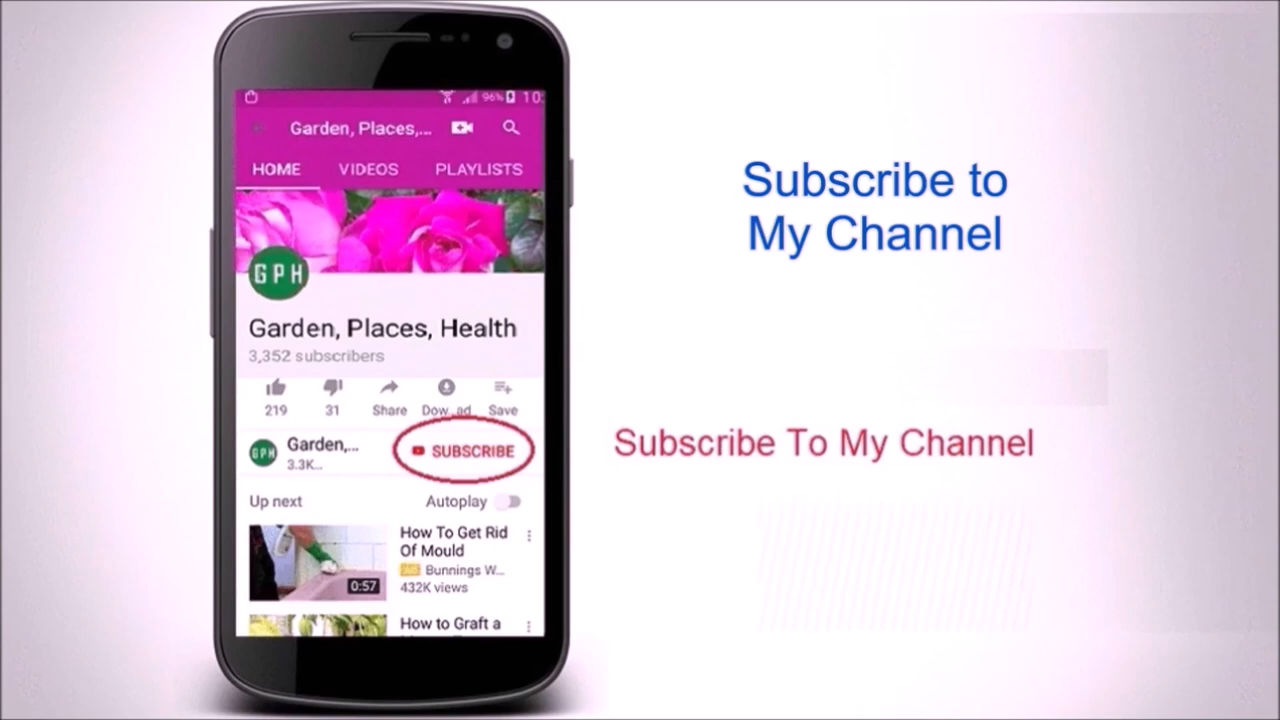 96% 10:
Garden, Places,...
HOME VIDEOS PLAYLISTS
GPH
Garden, Places, Health
3,352 subscribers
219 31 Share Save
GPH Garden,... SUBSCRIBE
3.3K...
Up next Autoplay
How To Get Rid
Of Mould
Bunnings W...
432K views
0:57
How to Graft a
Subscribe to
My Channel
Subscribe To My Channel